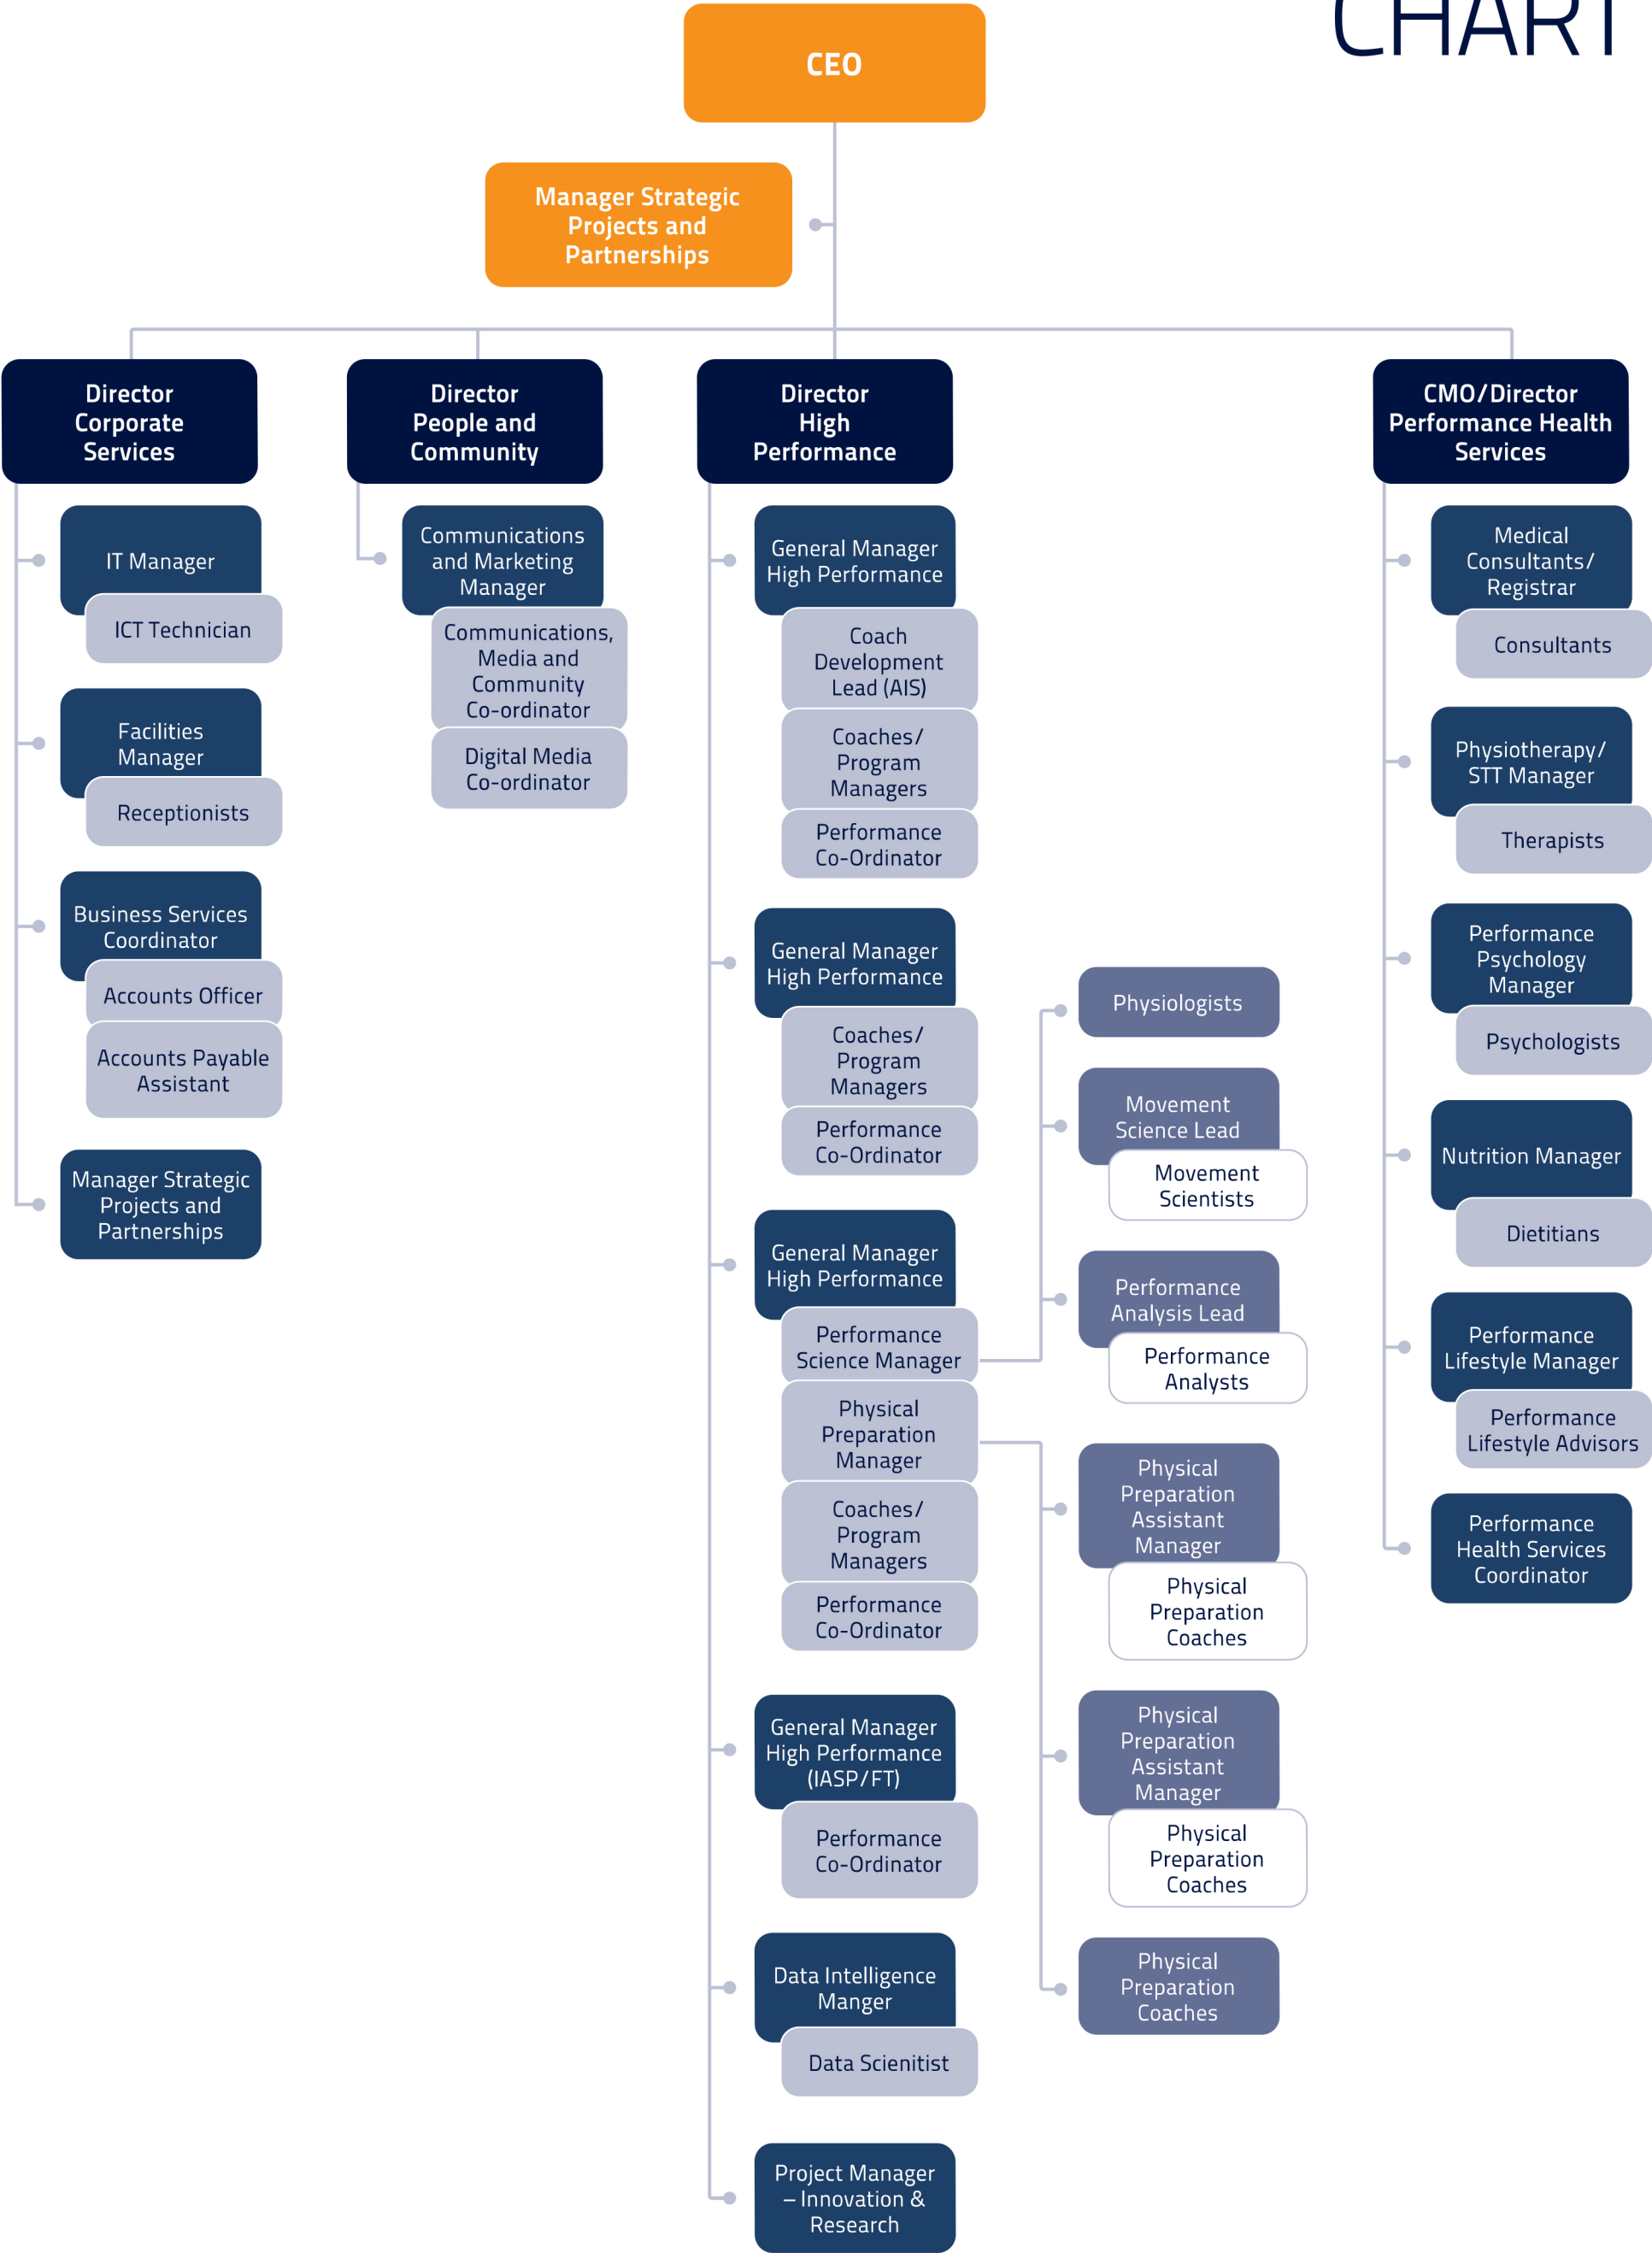 CHART
CEO
Manager Strategic
Projects and
Partnerships
Director
Corporate
Services
IT Manager
ICT Technician
Facilities
Manager
Receptionists
Business Services
Coordinator
Accounts Officer
Accounts Payable
Assistant
Manager Strategic
Projects and
Partnerships
Director
People and
Community
Communications
and Marketing
Manager
Communications,
Media and
Community
Co-ordinator
Digital Media
Co-ordinator
Director
High
Performance
General Manager
High Performance
Coach
Development
Lead (AIS)
Coaches/
Program
Managers
Performance
Co-Ordinator
General Manager
High Performance
Coaches/
Program
Managers
Performance
Co-Ordinator
General Manager
High Performance
Performance
Science Manager
Physical
Preparation
Manager
Coaches/
Program
Managers
Performance
Co-Ordinator
General Manager
High Performance
(IASP/FT)
Performance
Co-Ordinator
Data Intelligence
Manger
Data Scienitist
Project Manager
– Innovation &
Research
Physiologists
Movement
Science Lead
Movement
Scientists
Performance
Analysis Lead
Performance
Analysts
Physical
Preparation
Assistant
Manager
Physical
Preparation
Coaches
Physical
Preparation
Assistant
Manager
Physical
Preparation
Coaches
Physical
Preparation
Coaches
CMO/Director
Performance Health
Services
Medical
Consultants/
Registrar
Consultants
Physiotherapy/
STT Manager
Therapists
Performance
Psychology
Manager
Psychologists
Nutrition Manager
Dietitians
Performance
Lifestyle Manager
Performance
Lifestyle Advisors
Performance
Health Services
Coordinator